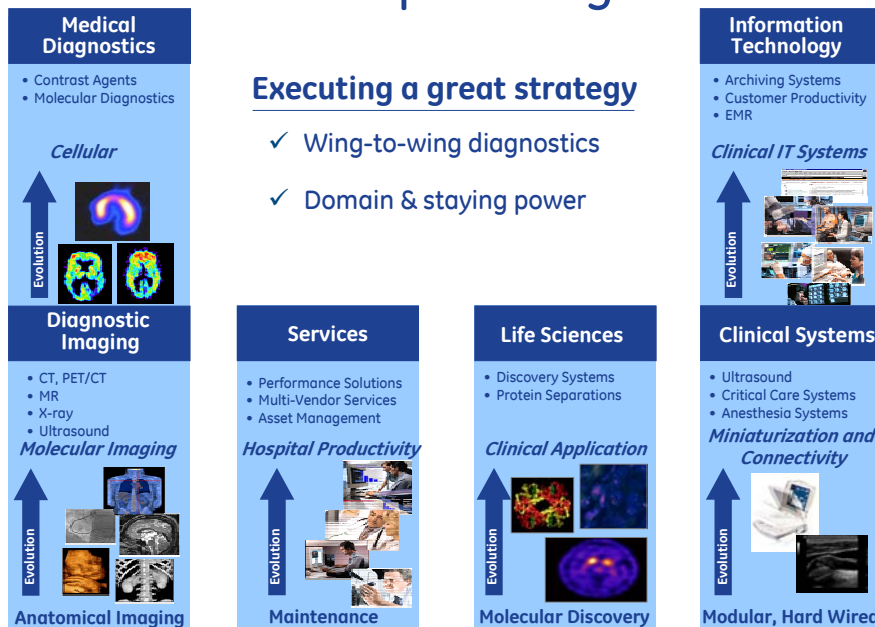 Medical
Diagnostics
• Contrast Agents
• Molecular Diagnostics
Cellular
Evolution
Executing a great strategy
✓ Wing-to-wing diagnostics
✓ Domain & staying power
Information
Technology
• Archiving Systems
• Customer Productivity
• EMR
Clinical IT Systems
Evolution
Diagnostic
Imaging
• CT, PET/CT
• MR
• X-ray
• Ultrasound
Molecular Imaging
Evolution
Anatomical Imaging
Services
• Performance Solutions
• Multi-Vendor Services
• Asset Management
Hospital Productivity
Evolution
Maintenance
Life Sciences
• Discovery Systems
• Protein Separations
Clinical Application
Evolution
Molecular Discovery
Clinical Systems
• Ultrasound
• Critical Care Systems
• Anesthesia Systems
Miniaturization and
Connectivity
Evolution
Modular, Hard Wired